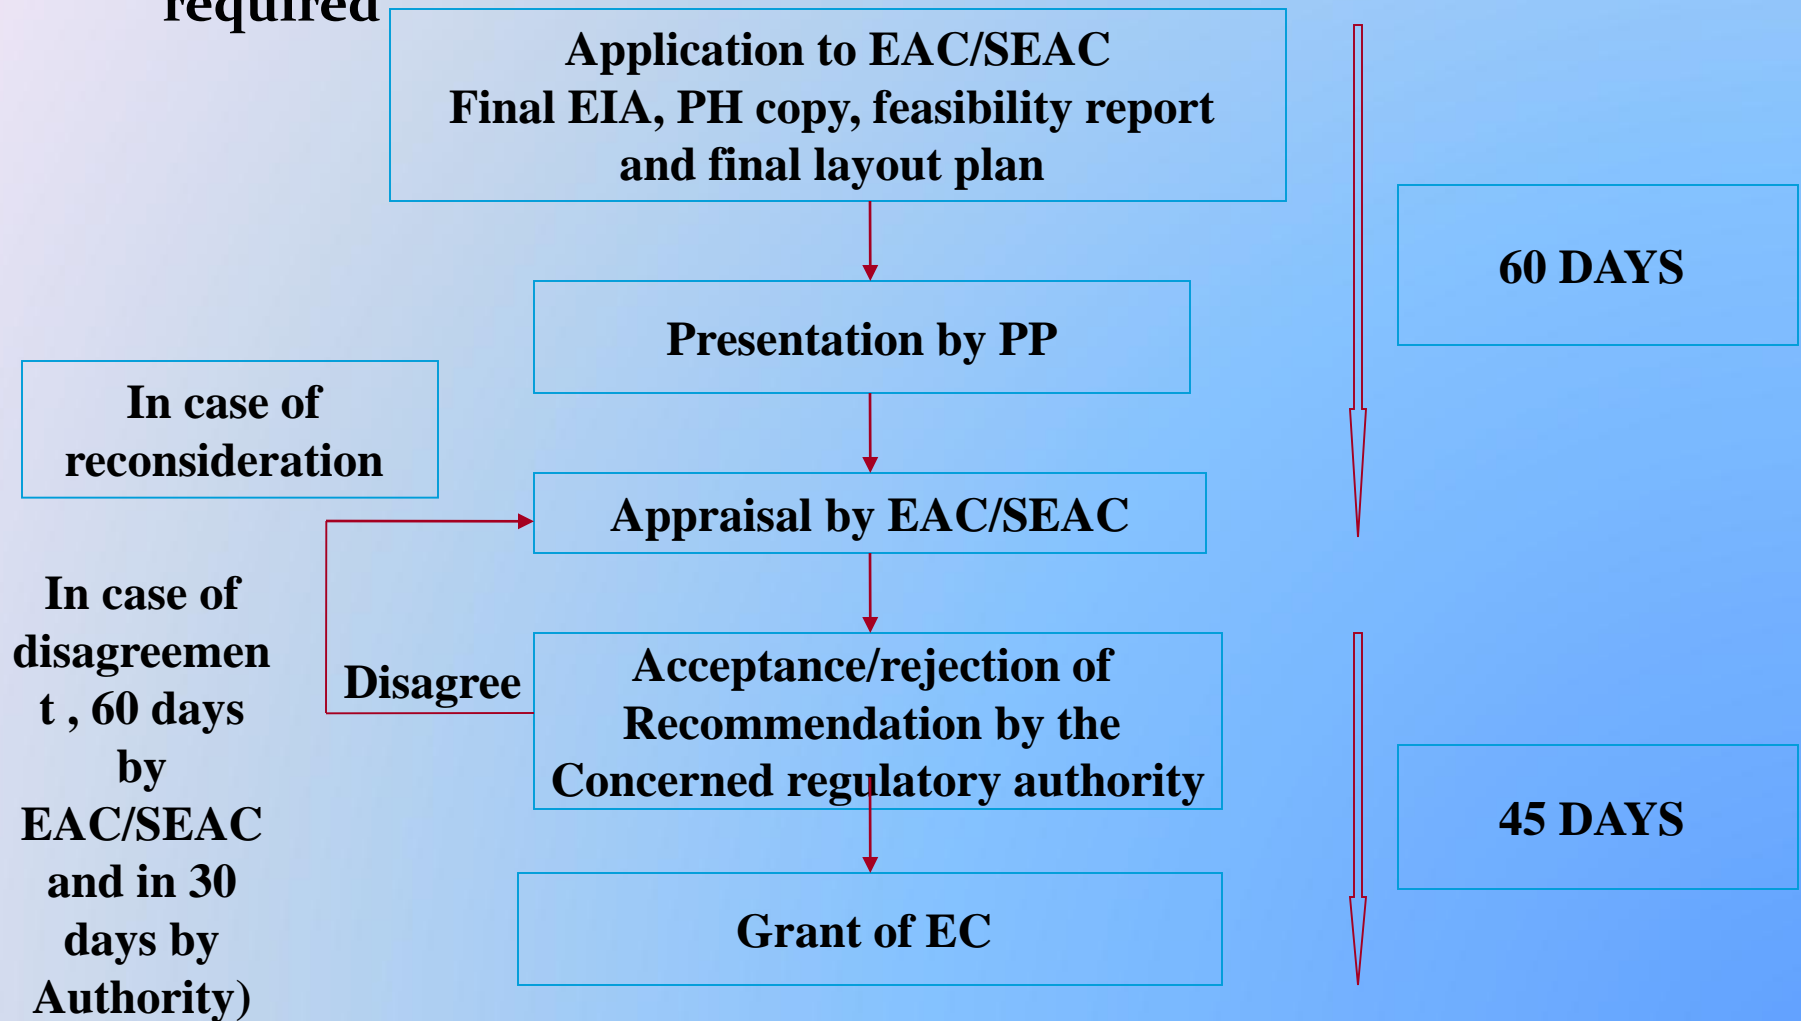 required
Application to EAC/SEAC
Final EIA, PH copy, feasibility report
and final layout plan
60 DAYS
Presentation by PP
In case of
reconsideration
Appraisal by EAC/SEAC
In case of
disagreemen
t , 60 days
by
EAC/SEAC
and in 30
days by
Authority)
Disagree
Acceptance/rejection of
Recommendation by the
Concerned regulatory authority
45 DAYS
Grant of EC